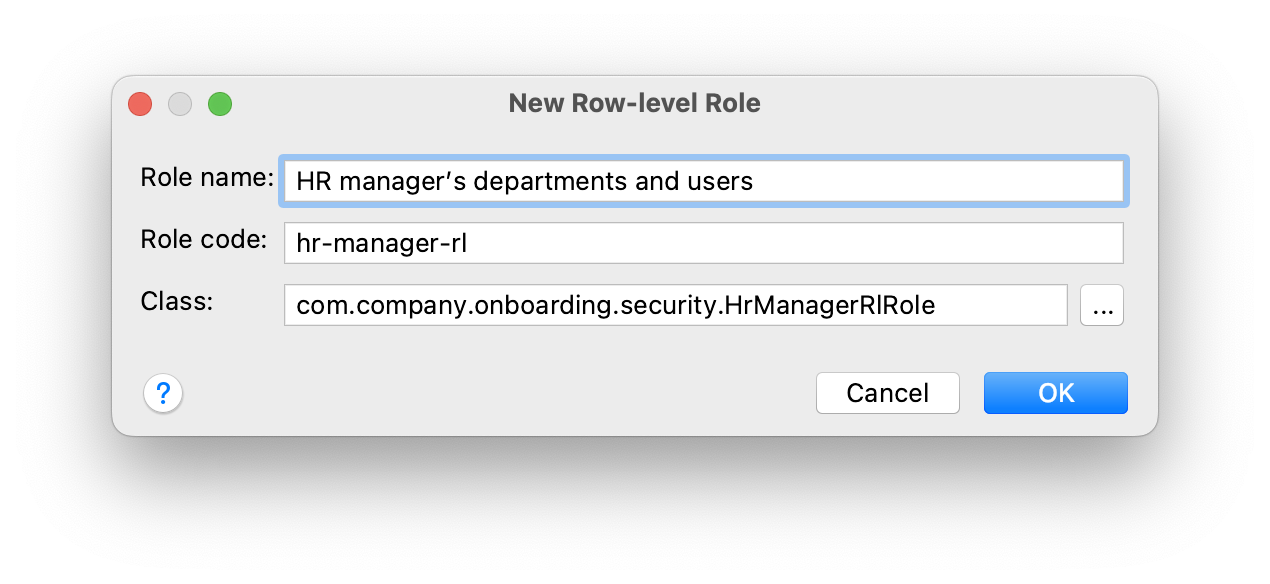 New Row-level Role
Role name: HR manager’s departments and users
Role code: hr-manager-rl
Class: com.company.onboarding.security.HrManagerRlRole ...
? Cancel OK